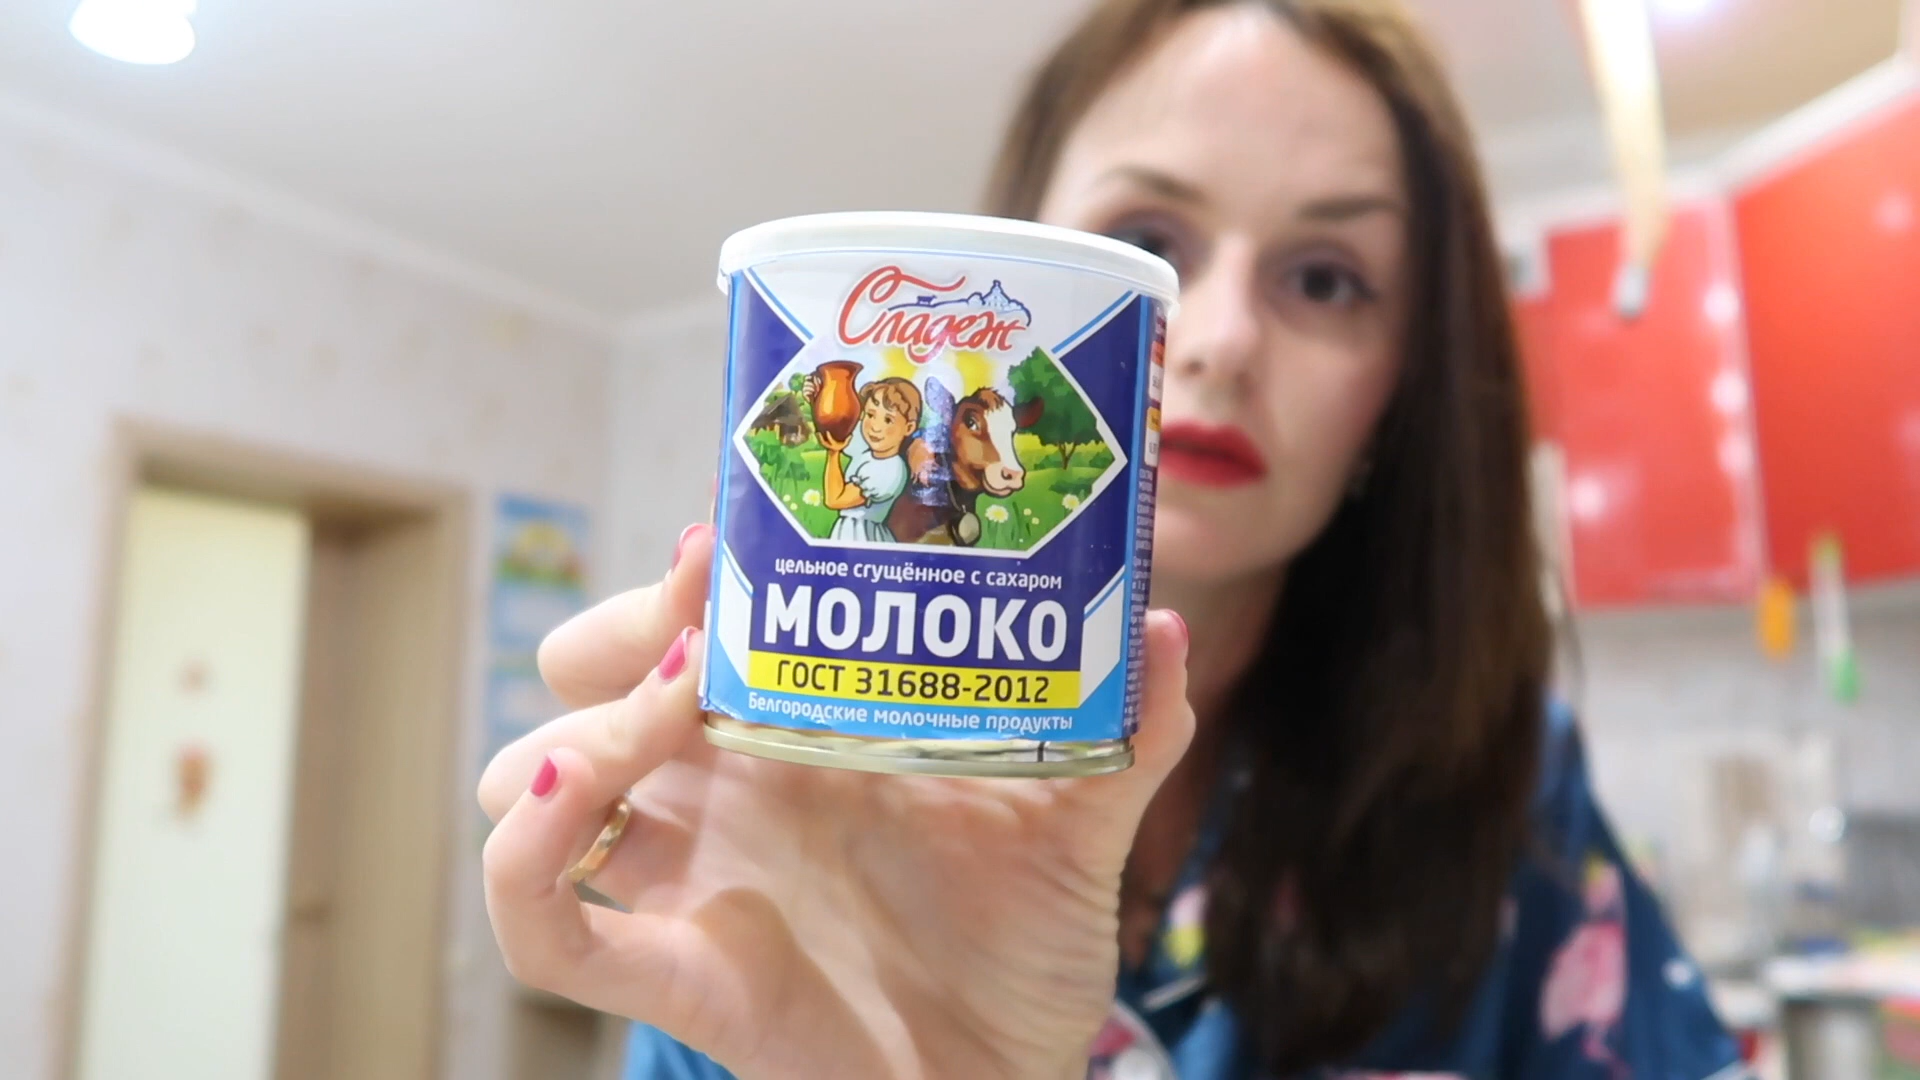 Сладеж
цельное сгущённое с сахаром
МОЛОКО
ГОСТ 31688-2012
Белгородские молочные продукты